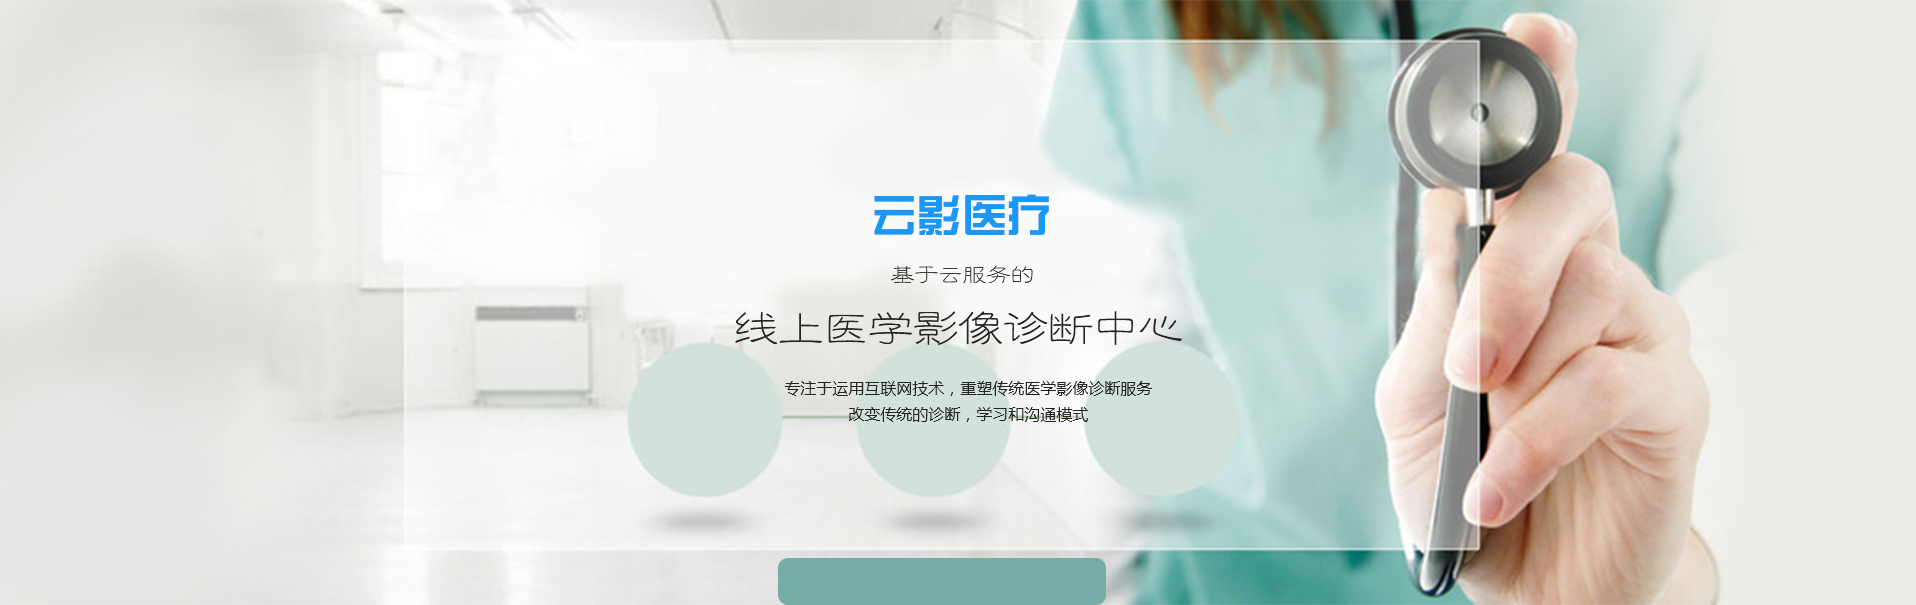 云影医疗
基于云服务的
线上医学影像诊断中心
专注于运用互联网技术，重塑传统医学影像诊断服务
改变传统的诊断，学习和沟通模式